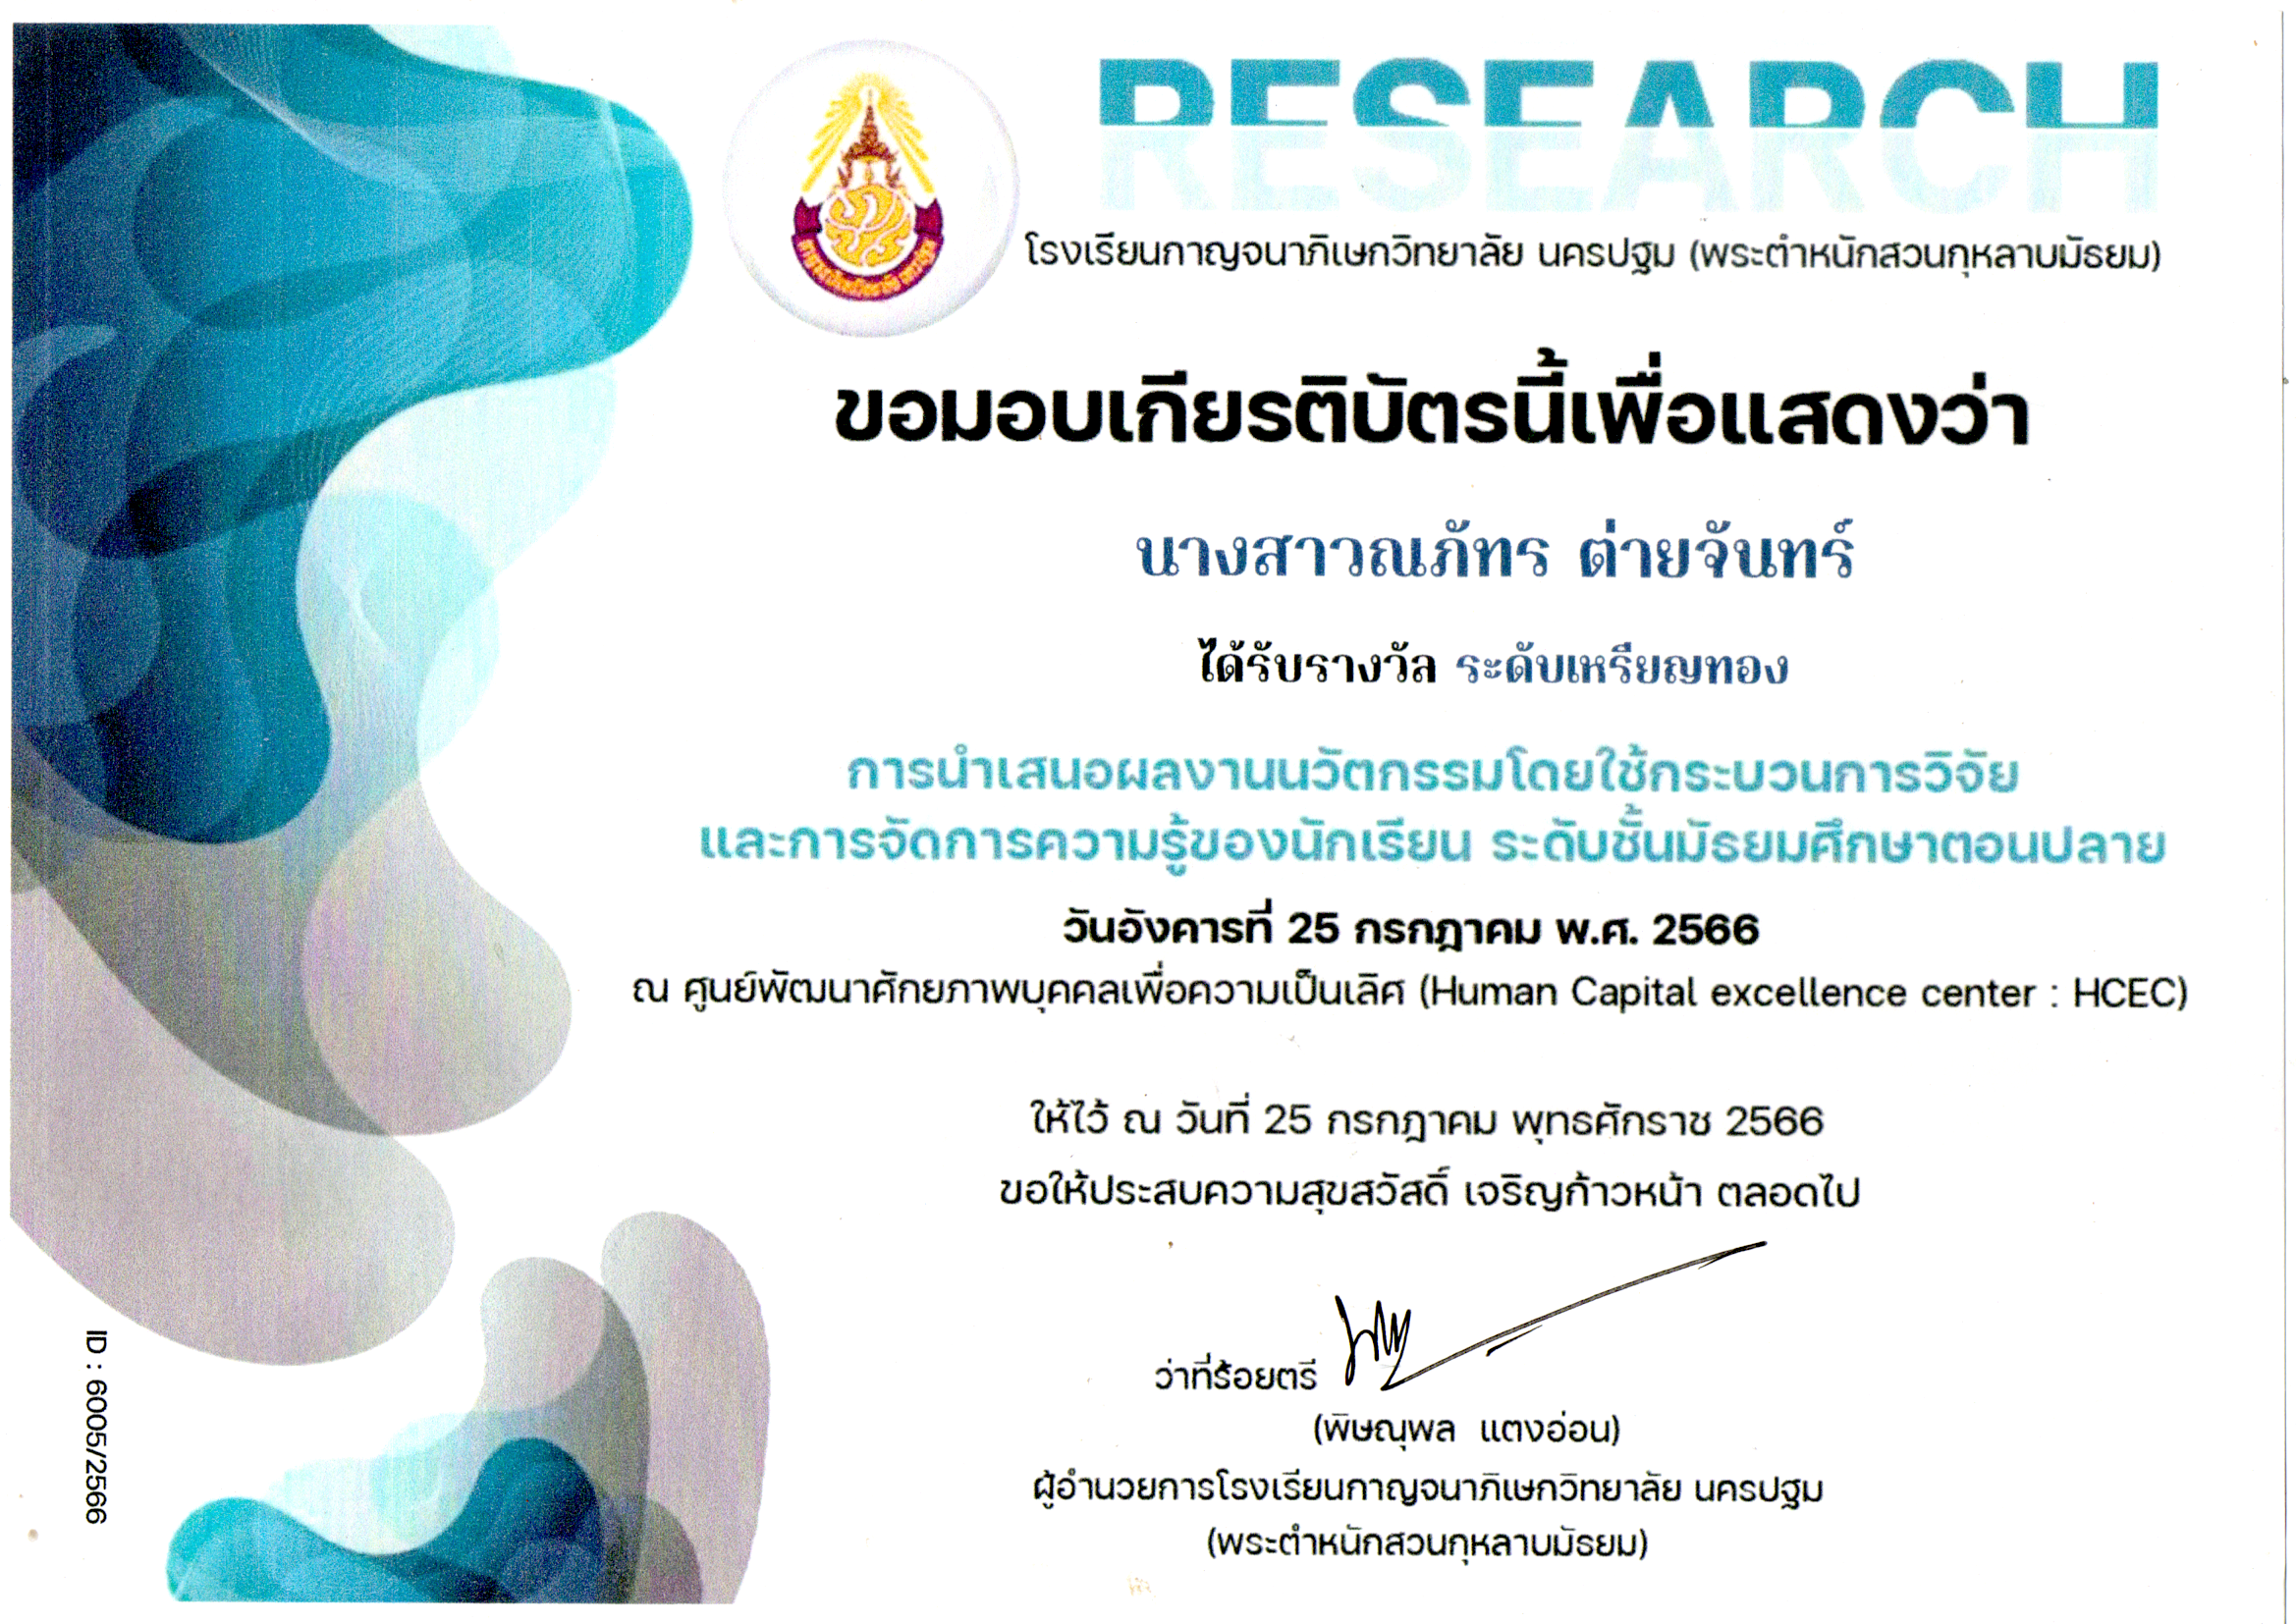 RESEARCH
โรงเรียนกาญจนาภิเษกวิทยาลัย นครปฐม (พระตำหนักสวนกุหลาบมัธยม)
ขอมอบเกียรติบัตรนี้เพื่อแสดงว่า
นางสาวณภัทร ต่ายจันทร์
ได้รับรางวัล ระดับเหรียญทอง
การนำเสนอผลงานนวัตกรรมโดยใช้กระบวนการวิจัย
และการจัดการความรู้ของนักเรียน ระดับชั้นมัธยมศึกษาตอนปลาย
วันอังคารที่ 25 กรกฎาคม พ.ศ. 2566
ณ ศูนย์พัฒนาศักยภาพบุคคลเพื่อความเป็นเลิศ (Human Capital excellence center : HCEC)
ให้ไว้ ณ วันที่ 25 กรกฎาคม พุทธศักราช 2566
ขอให้ประสบความสุขสวัสดิ์ เจริญก้าวหน้า ตลอดไป
ว่าที่ร้อยตรี
(พิษณุพล แตงอ่อน)
ผู้อำนวยการโรงเรียนกาญจนาภิเษกวิทยาลัย นครปฐม
(พระตำหนักสวนกุหลาบมัธยม)
ID : 6005/2566